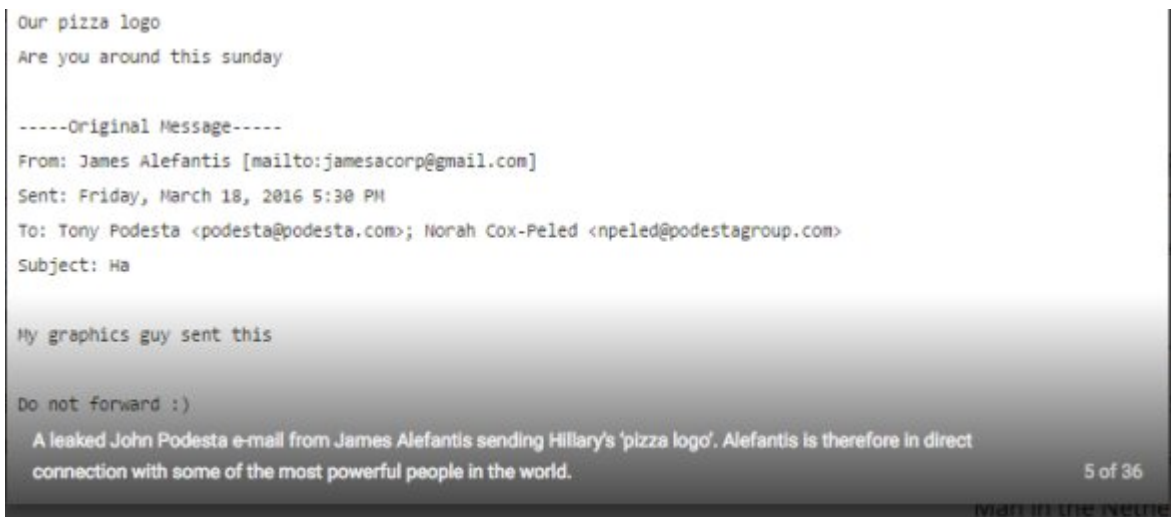 Our pizza logo
Are you around this sunday
-----Original Message-----
From: James Alefantis [mailto:jamesacorp@gmail.com]
Sent: Friday, March 18, 2016 5:30 PM
To: Tony Podesta <podesta@podesta.com>; Norah Cox-Peled <npeled@podestagroup.com>
Subject: Ha
My graphics guy sent this
Do not forward :)
A leaked John Podesta e-mail from James Alefantis sending Hillary's 'pizza logo'. Alefantis is therefore in direct
connection with some of the most powerful people in the world.
5 of 36
Man in the Nethe